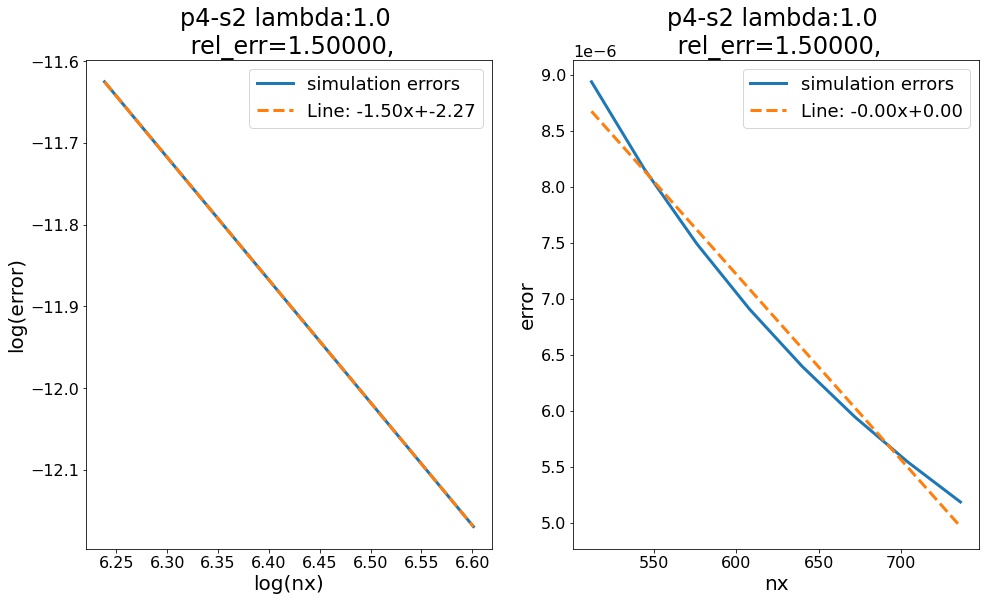 p4-s2 lambda:1.0
rel_err=1.50000,
simulation errors
Line: -1.50x+-2.27
−11.6
−11.7
−11.8
−11.9
−12.0
−12.1
log(error)
6.25 6.30 6.35 6.40 6.45 6.50 6.55 6.60
log(nx)
p4-s2 lambda:1.0
rel_err=1.50000,
1e−6
simulation errors
Line: -0.00x+0.00
9.0
8.5
8.0
7.5
7.0
6.5
6.0
5.5
5.0
error
550 600 650 700
nx